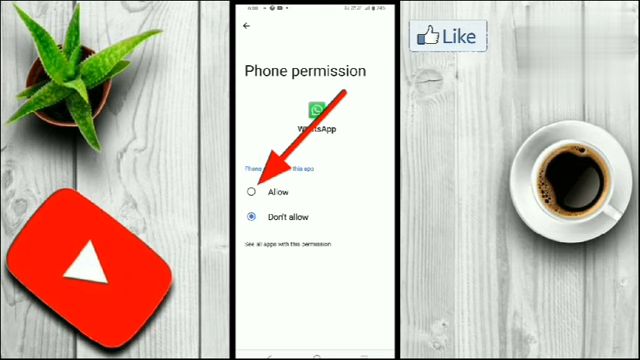 Phone permission
WhatsApp
Allow
Don't allow
See all apps with this permission
Like